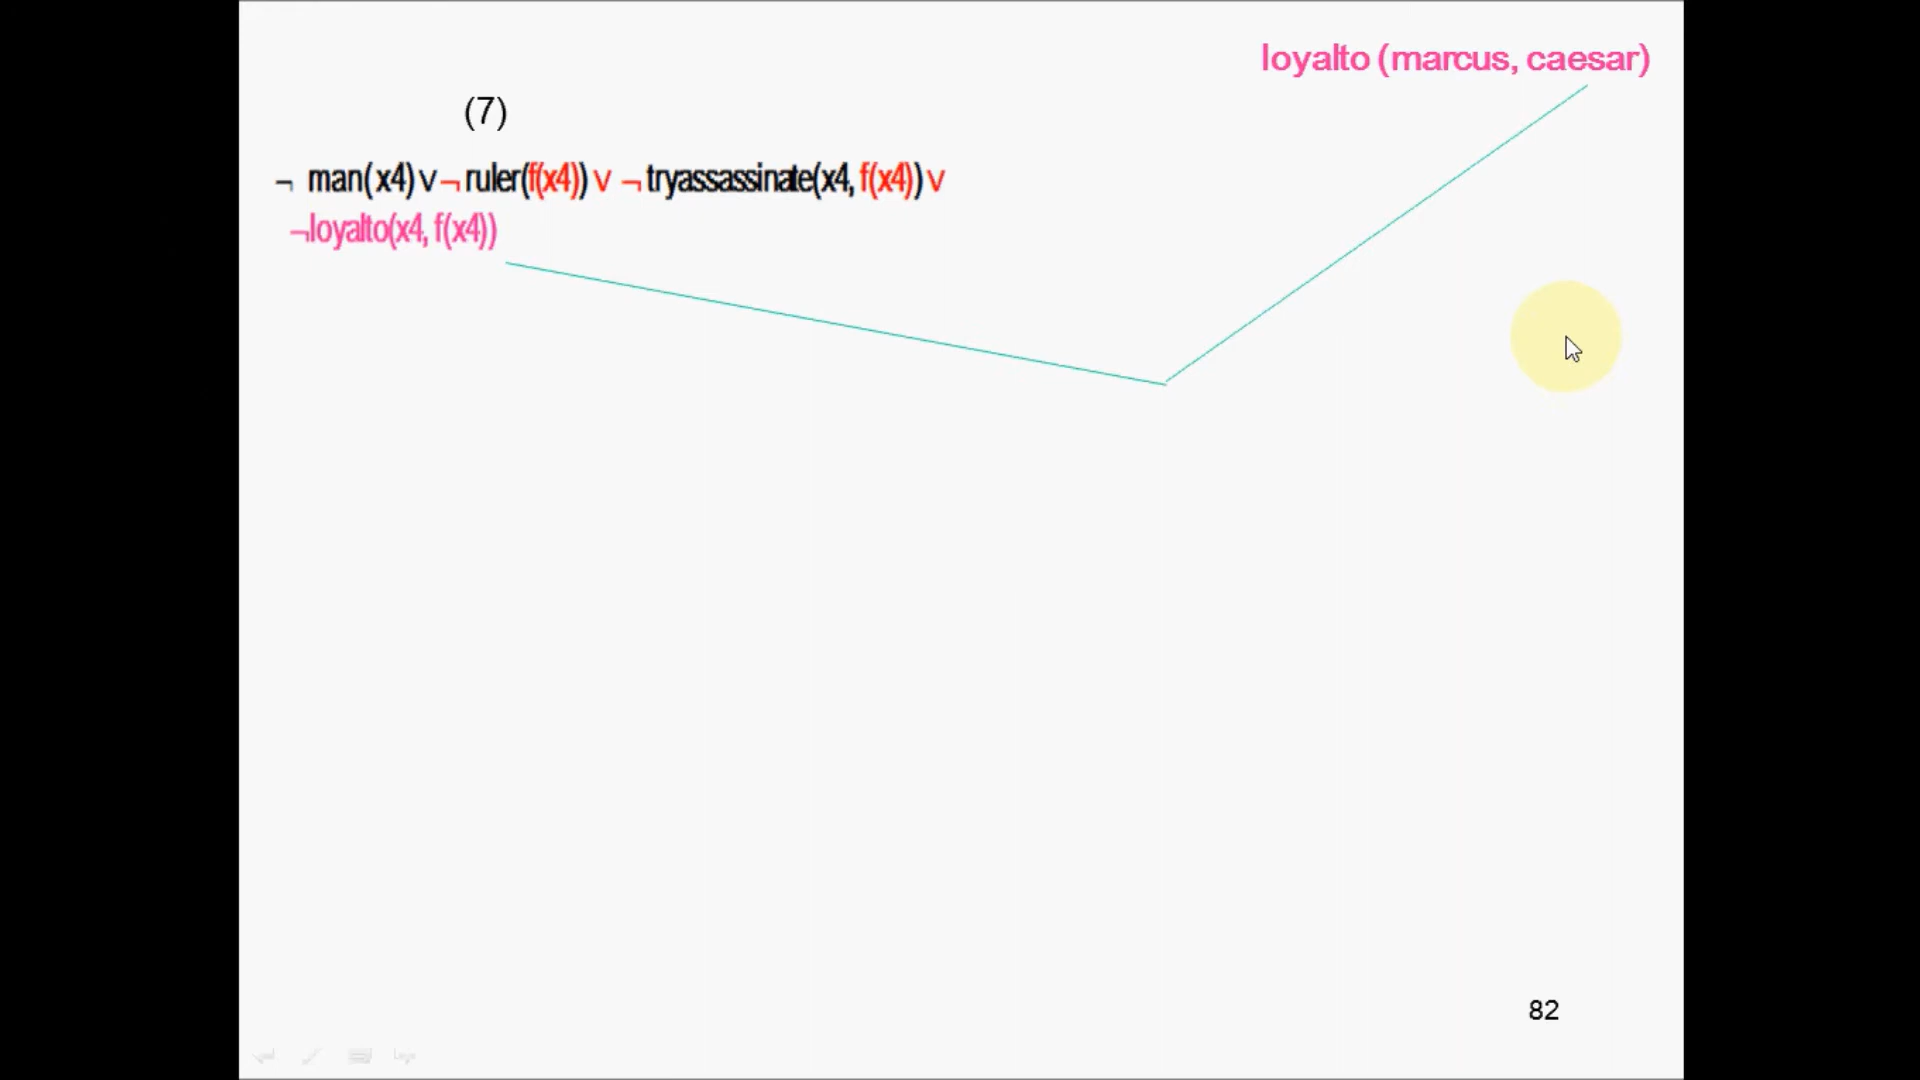 loyalto (marcus, caesar)
(7)
¬ man(x4) ∨ ¬ ruler(f(x4)) ∨ ¬ tryassassinate(x4, f(x4)) ∨
¬loyalto(x4, f(x4))
82